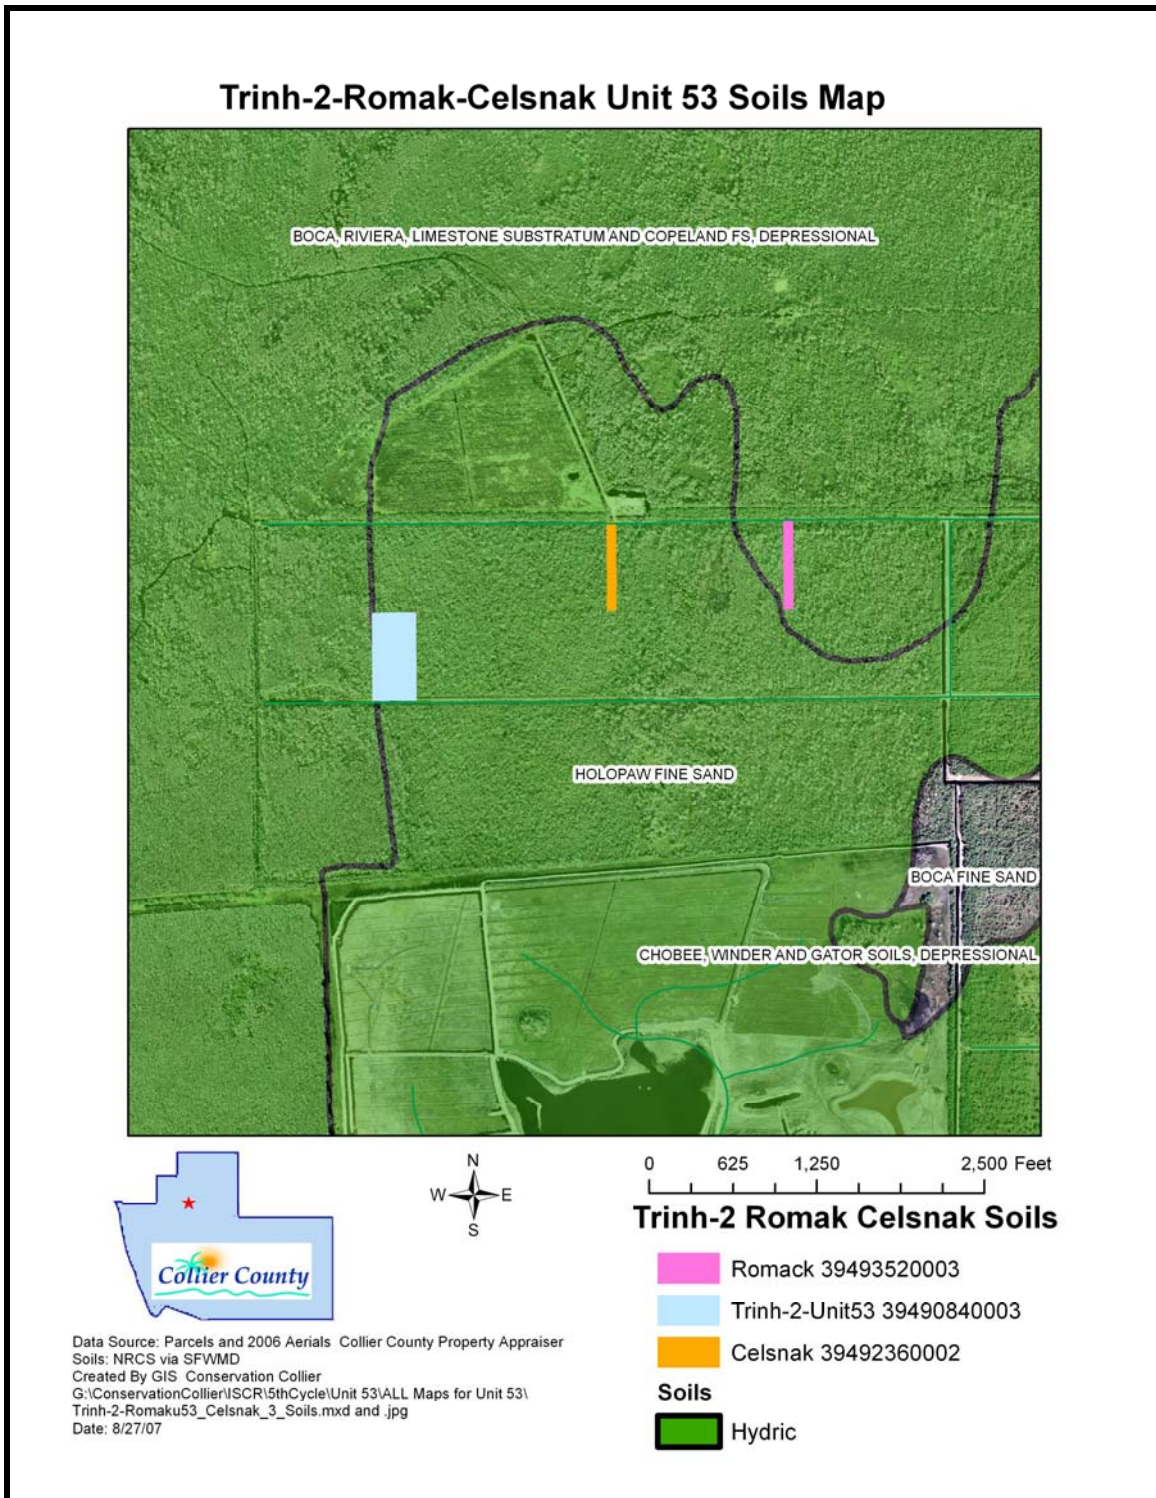 Trinh-2-Romak-Celsnak Unit 53 Soils Map
BOCA, RIVIERA, LIMESTONE SUBSTRATUM AND COPELAND FS, DEPRESSIONAL
HOLOPAW FINE SAND
BOCA FINE SAND
CHOBEE, WINDER AND GATOR SOILS, DEPRESSIONAL
N
W E
S
0 625 1,250 2,500 Feet
Collier County
Trinh-2 Romak Celsnak Soils
Romack 39493520003
Trinh-2-Unit53 39490840003
Celsnak 39492360002
Soils
Hydric
Data Source: Parcels and 2006 Aerials Collier County Property Appraiser
Soils: NRCS via SFWMD
Created By GIS Conservation Collier
G:\ConservationCollier\ISCR\5thCycle\Unit 53\ALL Maps for Unit 53\
Trinh-2-Romaku53_Celsnak_3_Soils.mxd and .jpg
Date: 8/27/07